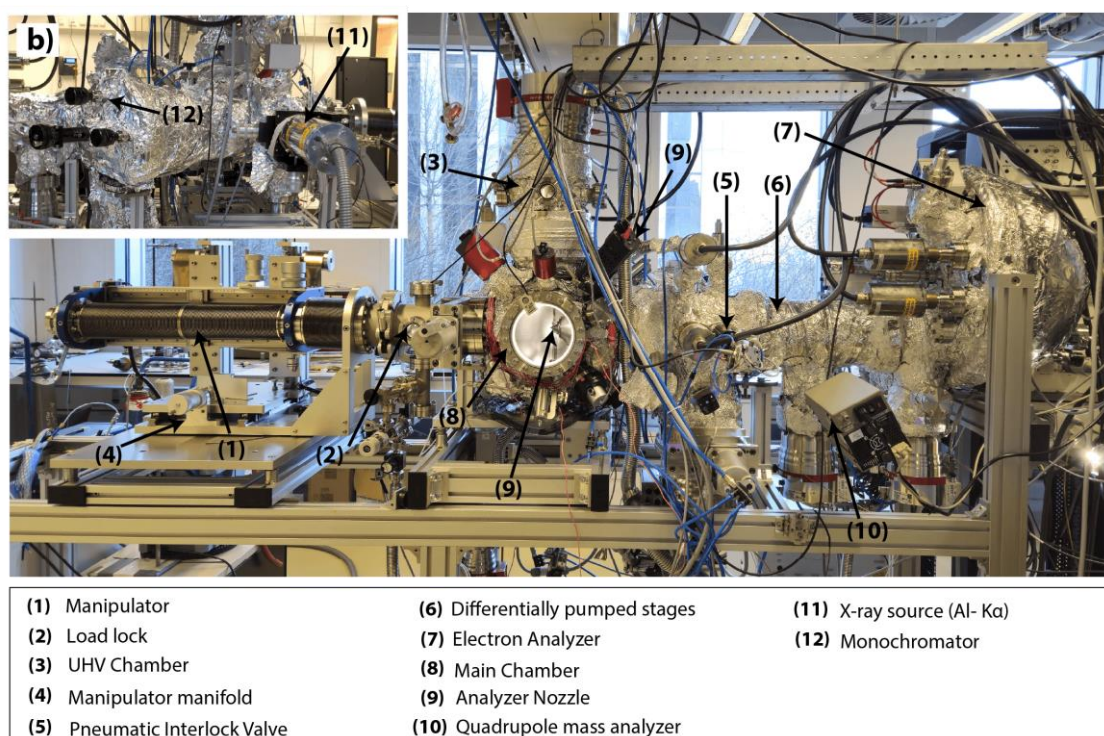 b)
(11)
(12)
(3)
(9)
(5)
(6)
(7)
(4)
(1)
(2)
(8)
(9)
(10)
(1) Manipulator
(2) Load lock
(3) UHV Chamber
(4) Manipulator manifold
(5) Pneumatic Interlock Valve
(6) Differentially pumped stages
(7) Electron Analyzer
(8) Main Chamber
(9) Analyzer Nozzle
(10) Quadrupole mass analyzer
(11) X-ray source (Al- Kα)
(12) Monochromator